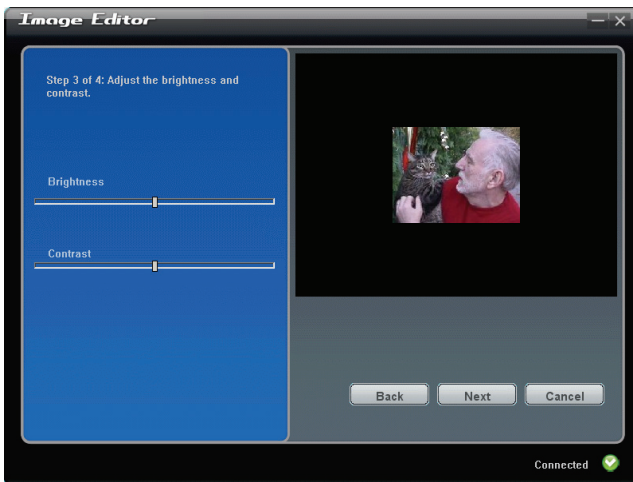 Image Editor
Step 3 of 4: Adjust the brightness and
contrast.
Brightness
Contrast
Back Next Cancel
Connected